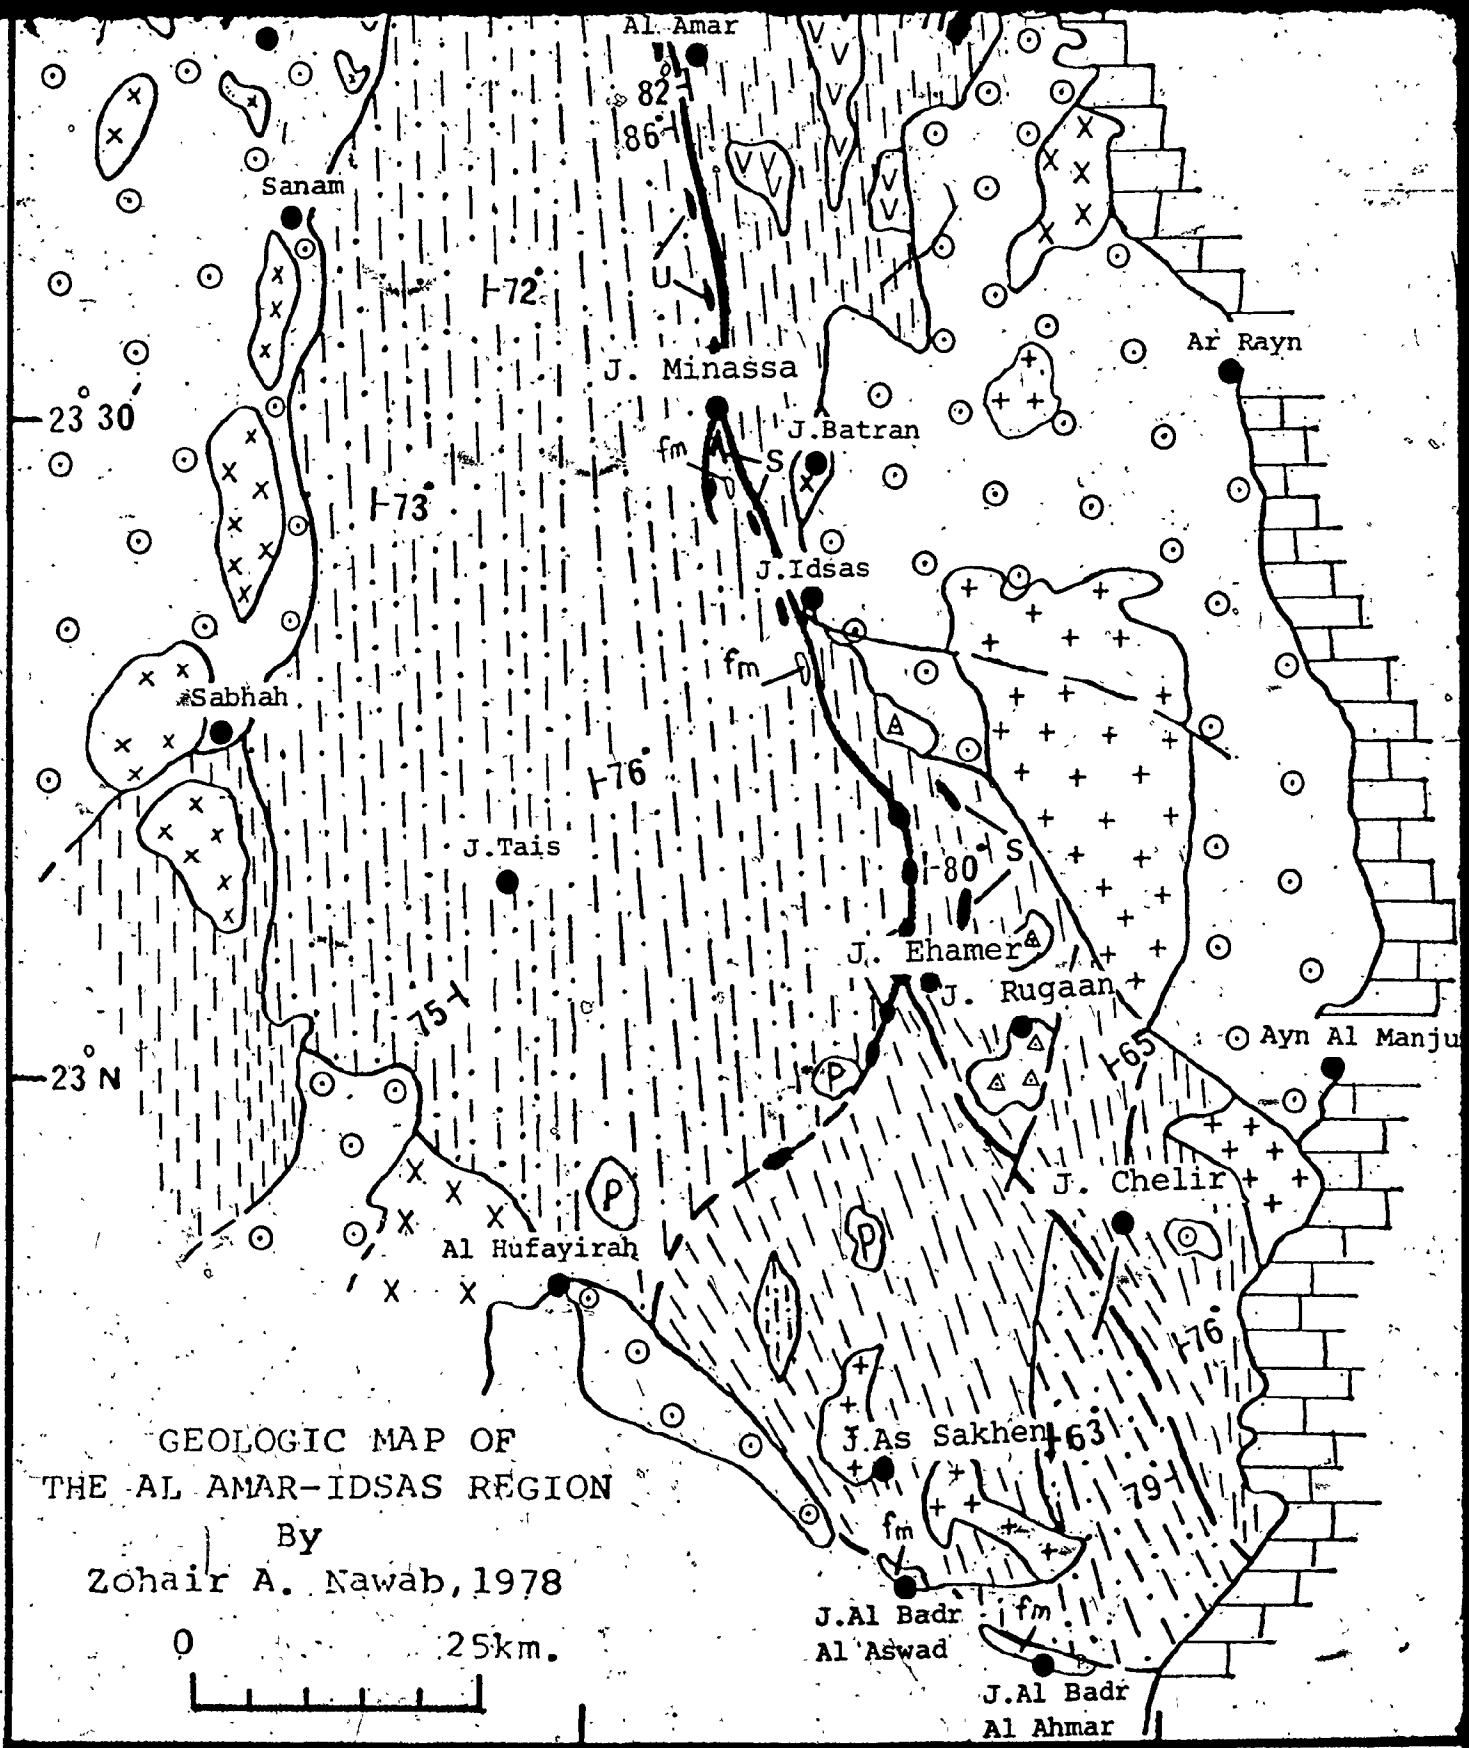 Al Amar
82°
86°
Sanam
72°
U
J. Minassa
Ar Rayn
23° 30'
J.Batran
fm
S
73°
J.Idsas
fm
Sabhah
76°
J.Tais
S
80°
J. Ehamer
J. Rugaan
75
65
Ayn Al Manju
23° N
P
J. Chelir
P
P
Al Hufayirah
76°
J.As Sakhen
63°
79
GEOLOGIC MAP OF
THE AL AMAR-IDSAS REGION
By
Zohair A. Nawab,1978
fm
J.Al Badr
Al Aswad
fm
P
0 25km.
J.Al Badr
Al Ahmar